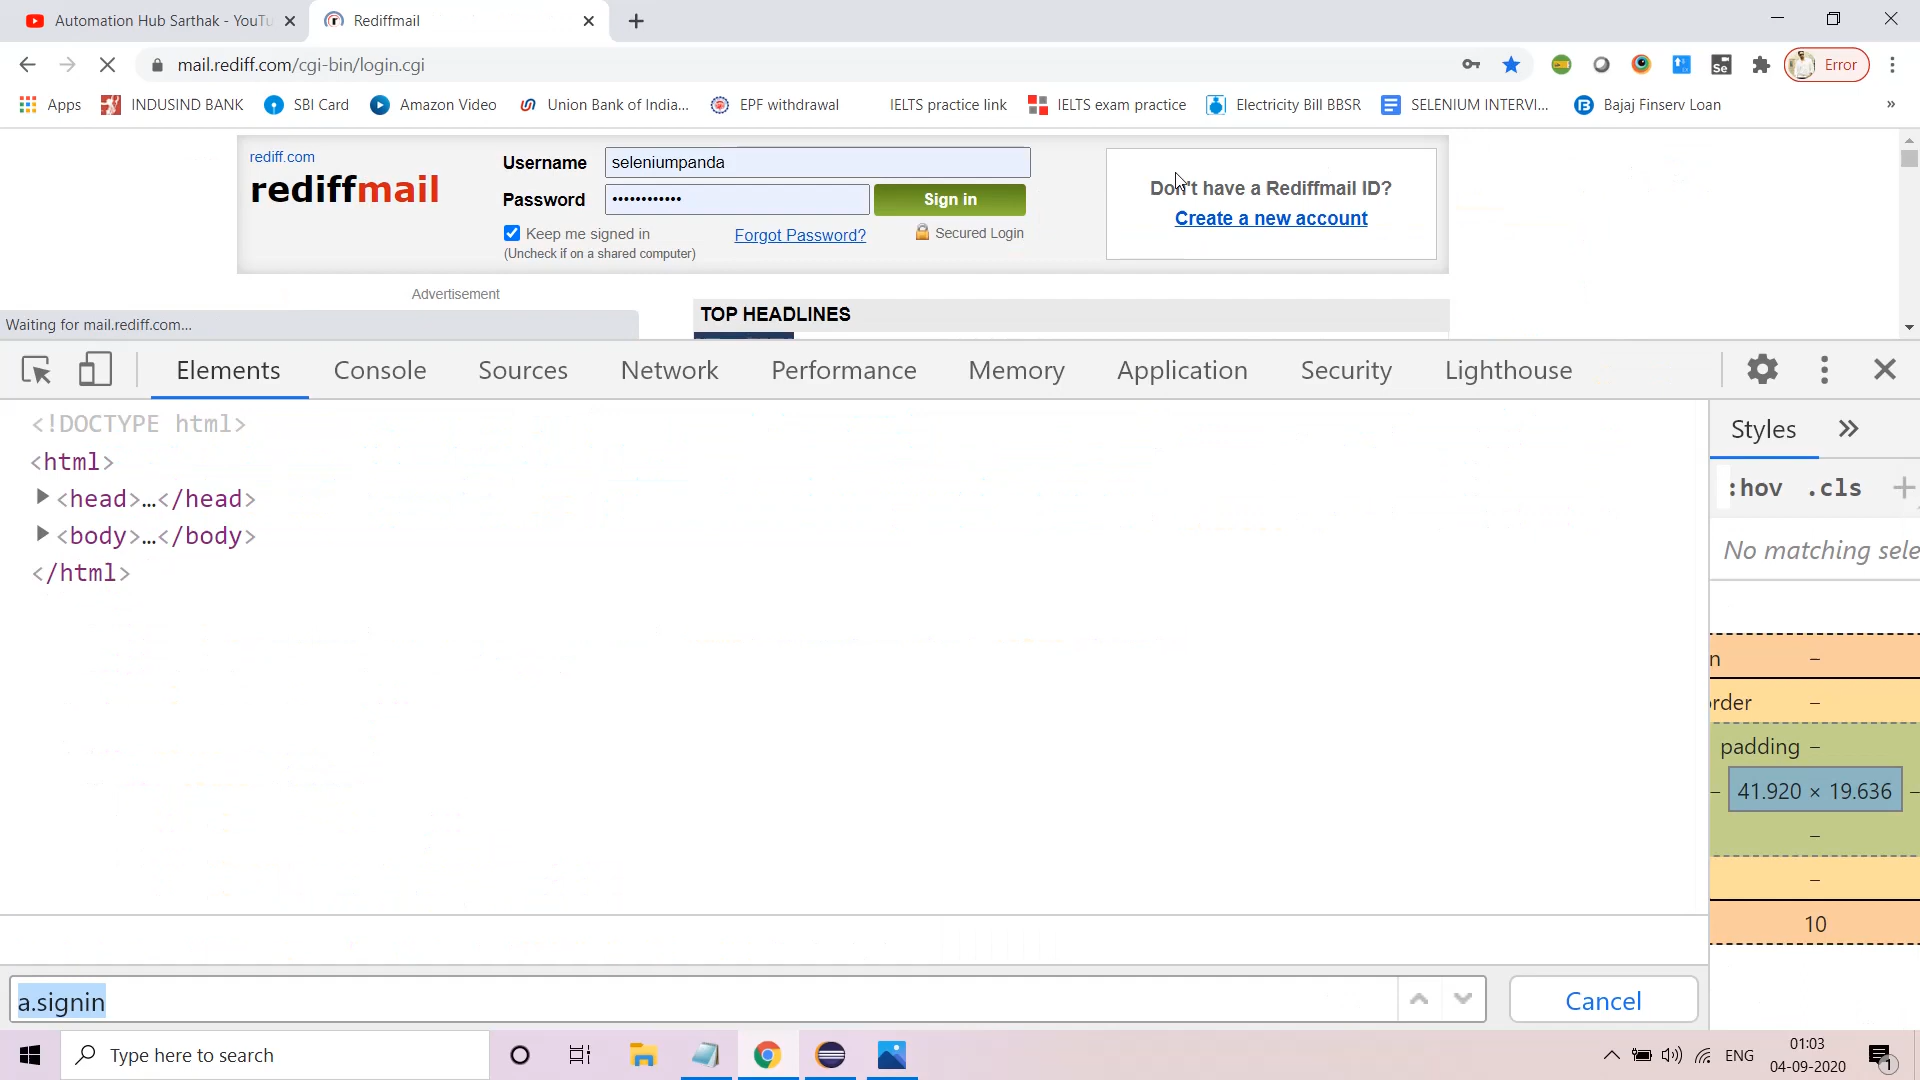 Automation Hub Sarthak - YouTu
Rediffmail
mail.rediff.com/cgi-bin/login.cgi
Error
Apps
INDUSIND BANK
SBI Card
Amazon Video
Union Bank of India...
EPF withdrawal
IELTS practice link
IELTS exam practice
Electricity Bill BBSR
SELENIUM INTERVI...
Bajaj Finserv Loan
»
rediff.com
rediffmail
Username
seleniumpanda
Password
••••••••••••
Sign in
Keep me signed in
(Uncheck if on a shared computer)
Forgot Password?
Secured Login
Don't have a Rediffmail ID?
Create a new account
Advertisement
TOP HEADLINES
Waiting for mail.rediff.com...
Elements
Console
Sources
Network
Performance
Memory
Application
Security
Lighthouse
<!DOCTYPE html>
<html>
<head>…</head>
<body>…</body>
</html>
Styles
:hov .cls
No matching sele
n –
order –
padding –
– 41.920 × 19.636 –
–
–
10
a.signin
Cancel
Type here to search
Se
ENG
01:03
04-09-2020
1